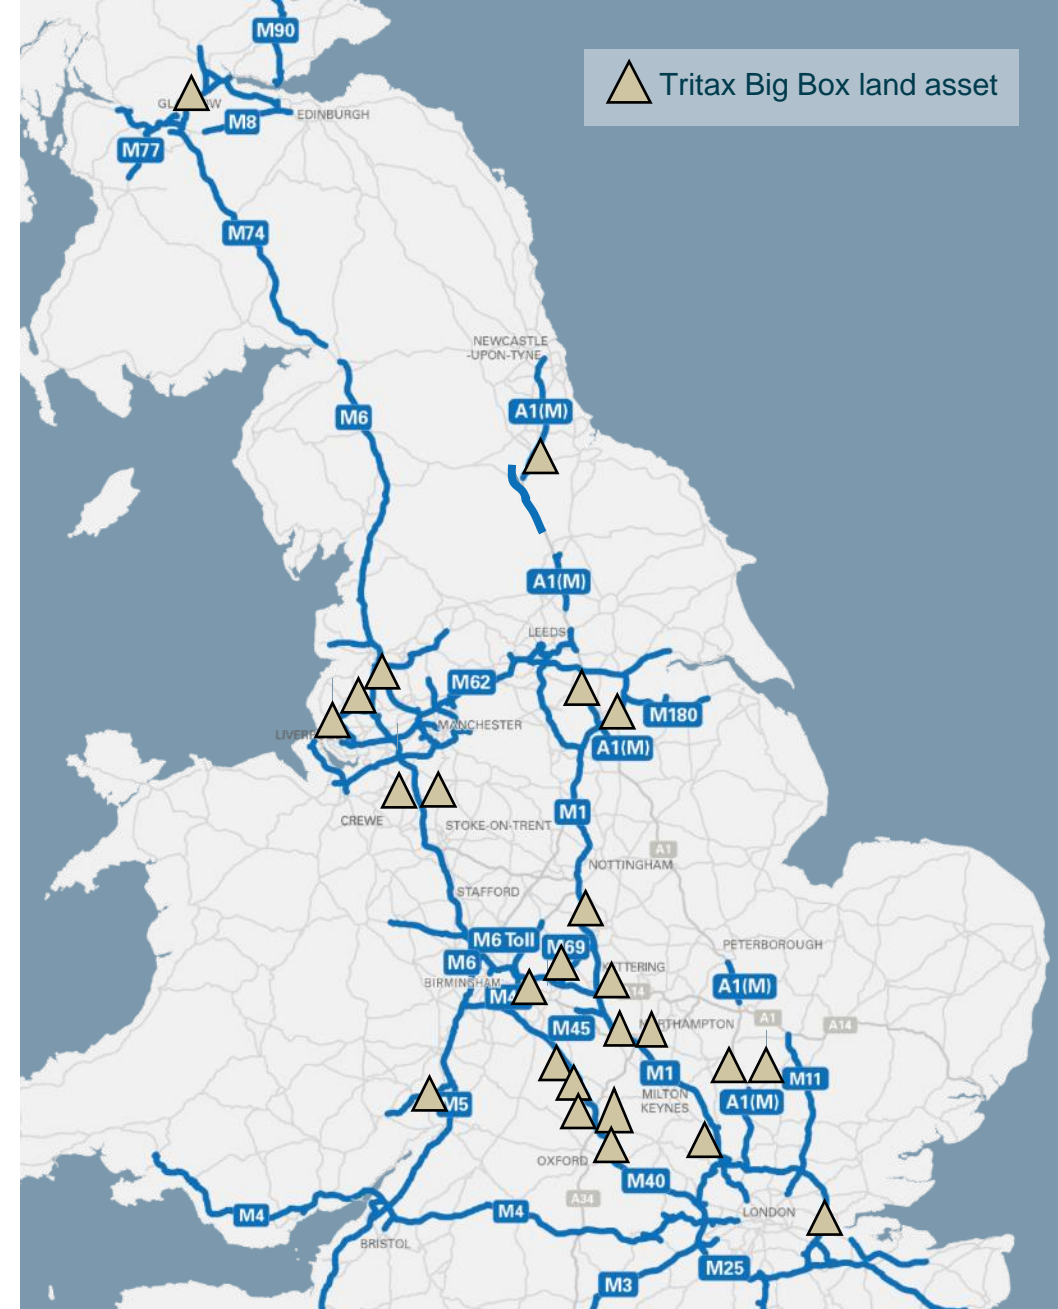 M90
Tritax Big Box land asset
EDINBURGH
M8
M77
M74
NEWCASTLE
-UPON-TYNE
A1(M)
M6
A1(M)
LEEDS
M62
M180
MANCHESTER
A1(M)
M1
CREWE
STOKE-ON-TRENT
A1
NOTTINGHAM
STAFFORD
M6 Toll
M69
PETERBOROUGH
M6
BIRMINGHAM
A1(M)
A1
A14
M45
M1
M11
MILTON
KEYNES
A1(M)
M5
OXFORD
M40
A34
M4
M4
LONDON
BRISTOL
M25
M3